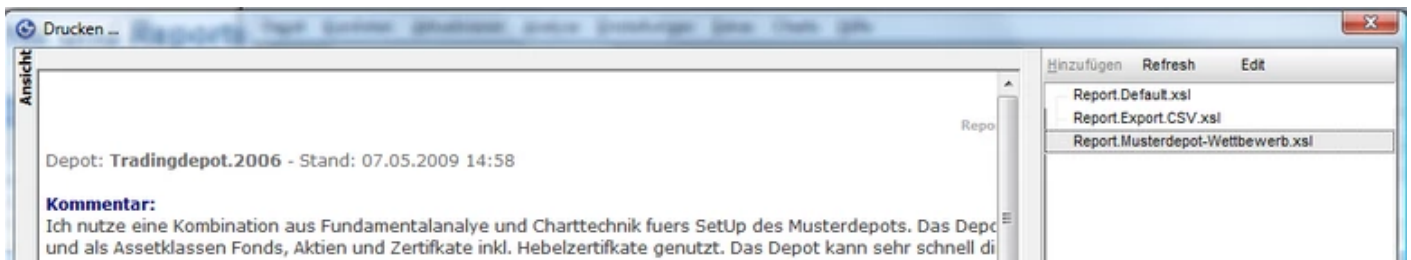 Drucken ...
Reports
Ansicht
Hinzufügen Refresh Edit
Report.Default.xsl
Report.Export.CSV.xsl
Report.Musterdepot-Wettbewerb.xsl
Repo
Depot: Tradingdepot.2006 - Stand: 07.05.2009 14:58
Kommentar:
Ich nutze eine Kombination aus Fundamentalanalye und Charttechnik fuers SetUp des Musterdepots. Das Depo
und als Assetklassen Fonds, Aktien und Zertifkate inkl. Hebelzertifkate genutzt. Das Depot kann sehr schnell di